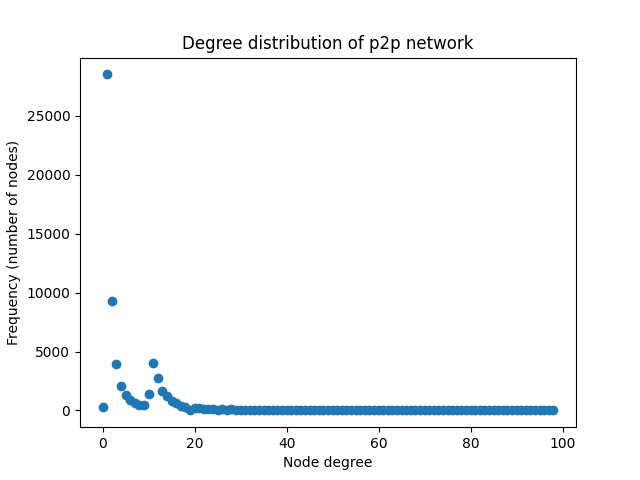 Degree distribution of p2p network
Frequency (number of nodes)
25000
20000
15000
10000
5000
0
0 20 40 60 80 100
Node degree